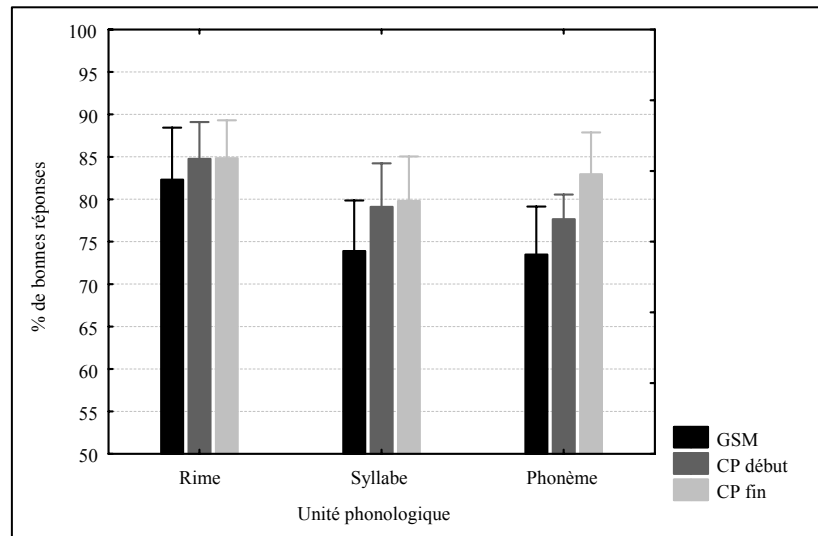 100
95
90
85
80
75
70
65
60
55
50
% de bonnes réponses
Rime Syllabe Phonème
Unité phonologique
GSM
CP début
CP fin